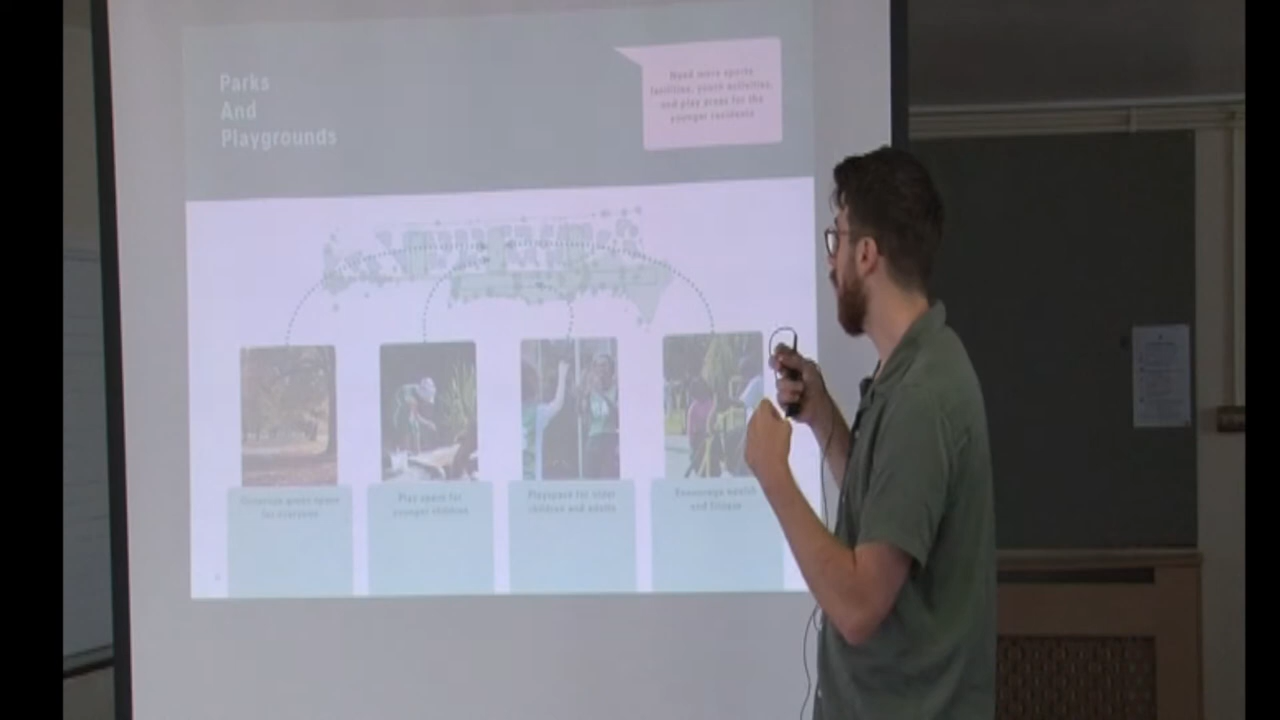 Parks
And
Playgrounds
Need more sports
facilities, youth activities,
and play areas for the
younger residents
green space
for everyone
Play space for
younger children
Playspace for older
children and adults
Encourage health
and fitness